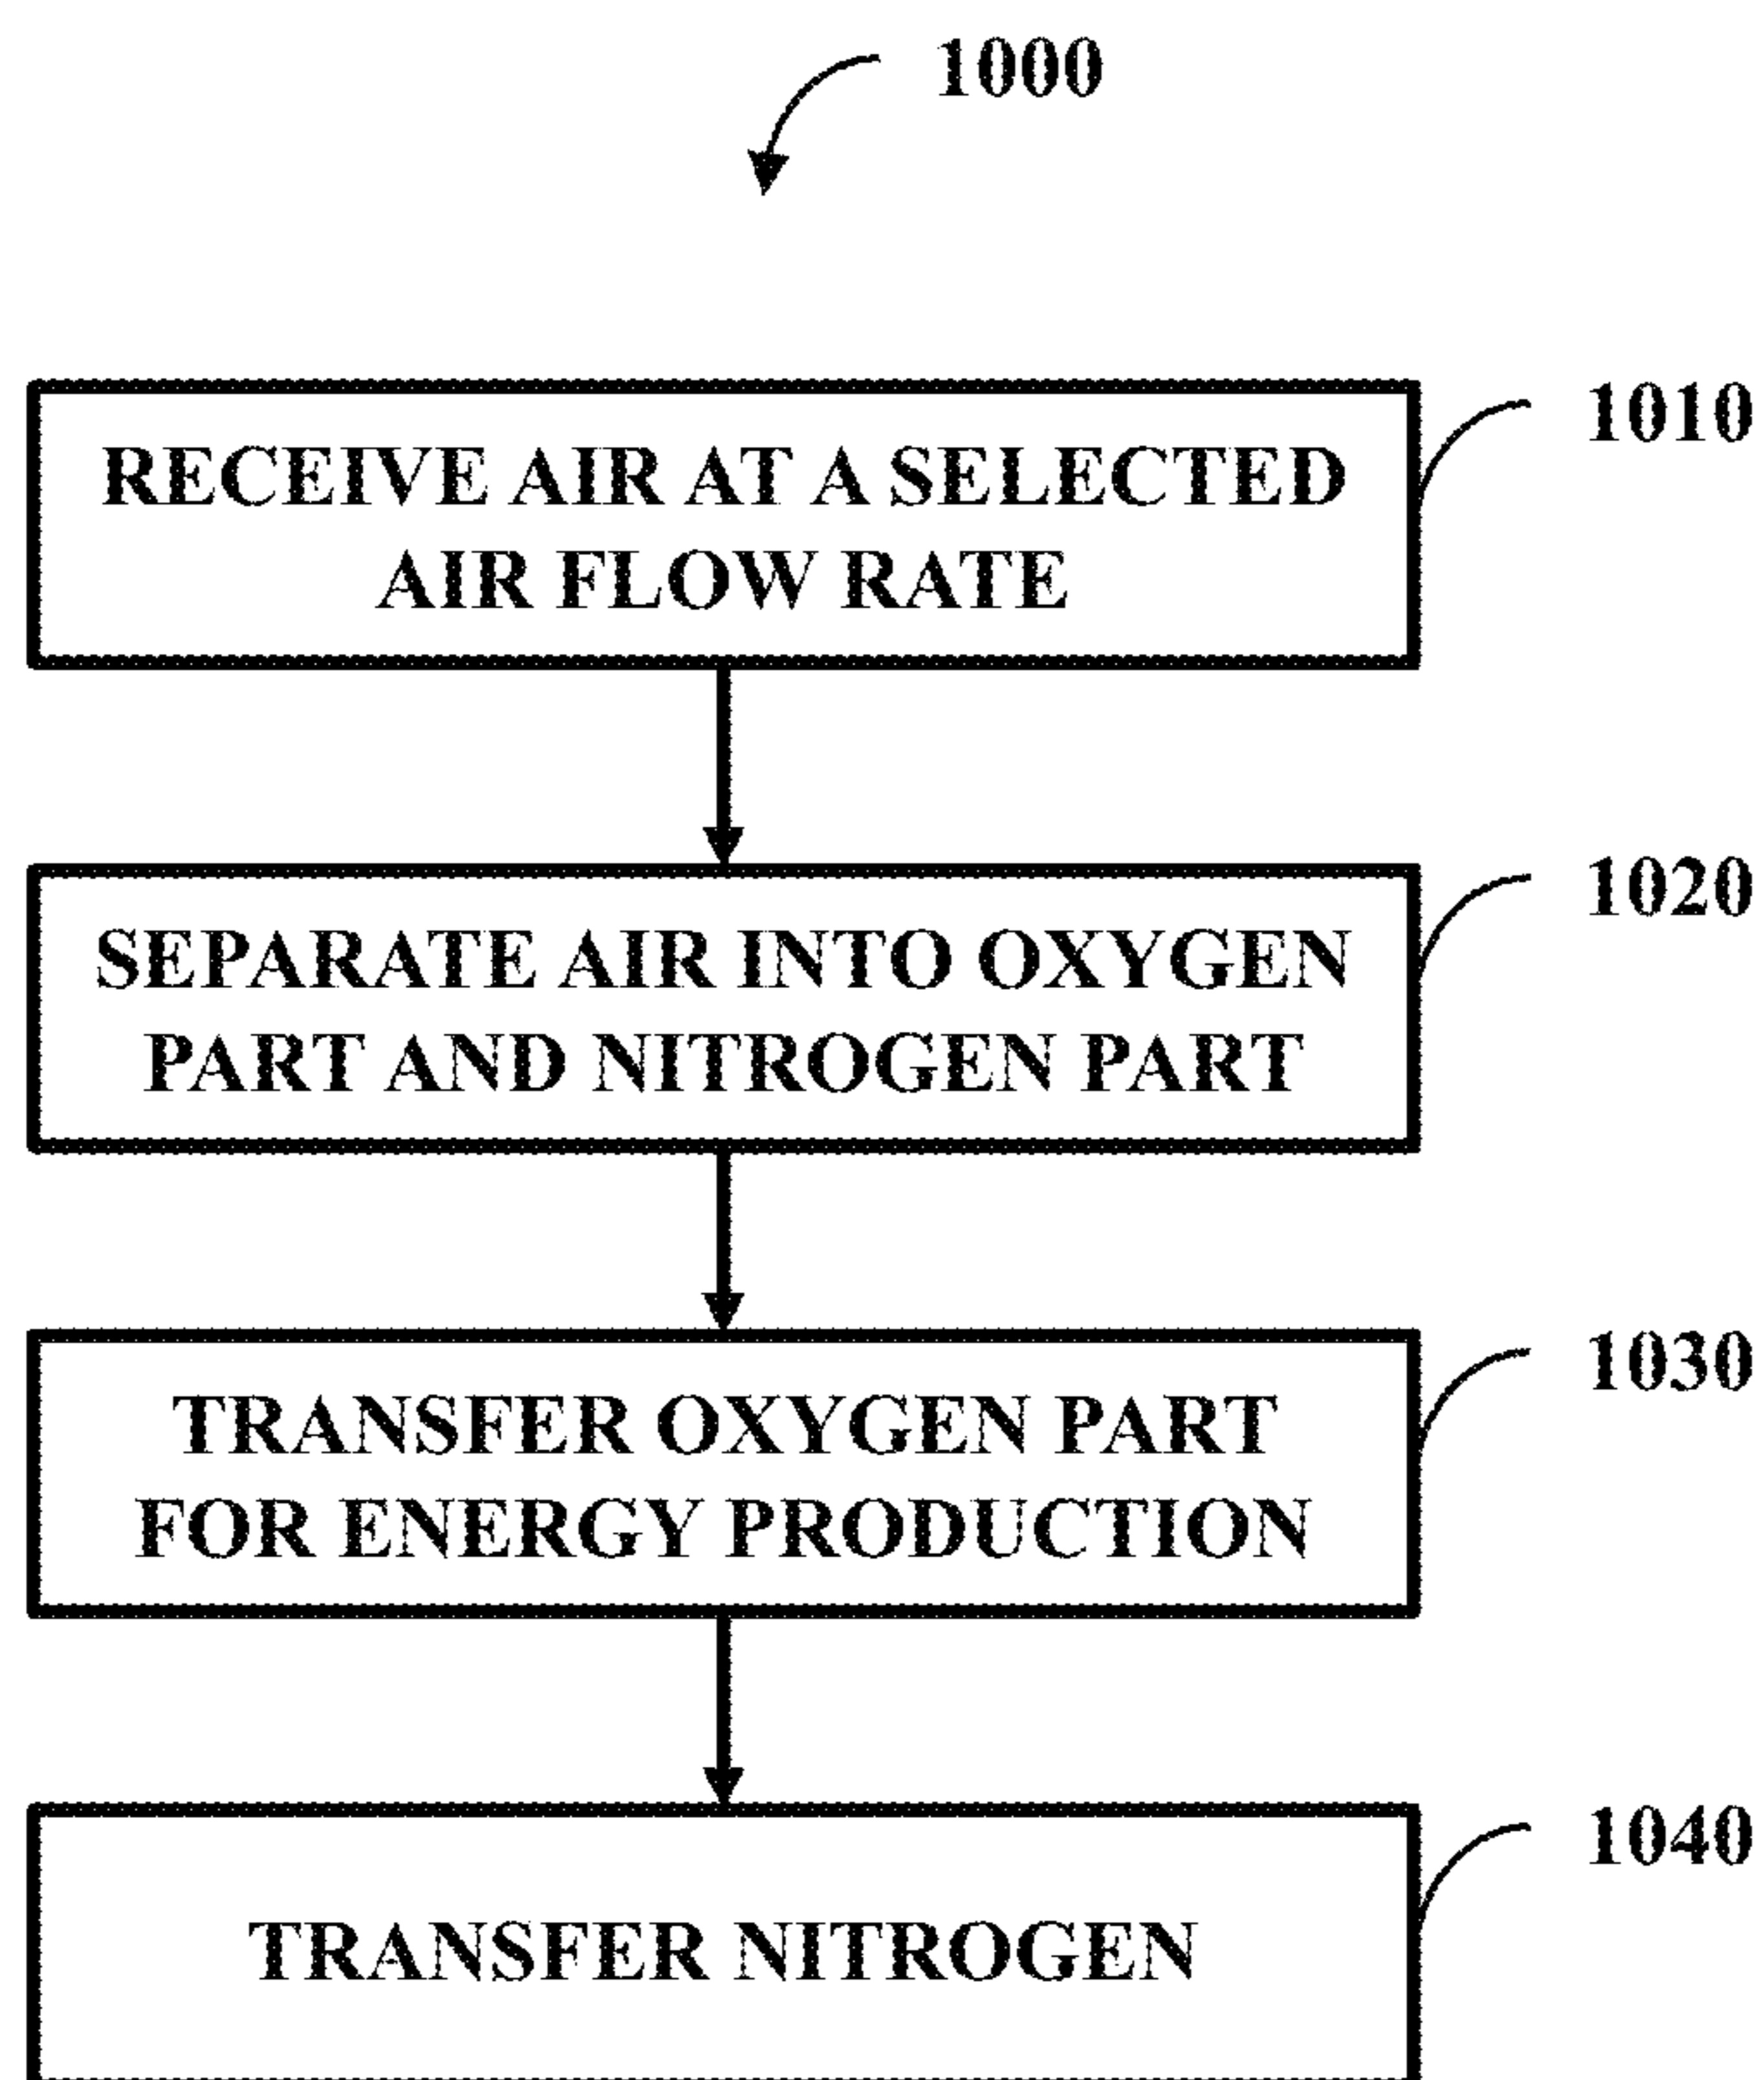 1000
RECEIVE AIR AT A SELECTED
AIR FLOW RATE
1010
SEPARATE AIR INTO OXYGEN
PART AND NITROGEN PART
1020
TRANSFER OXYGEN PART
FOR ENERGY PRODUCTION
1030
TRANSFER NITROGEN
1040